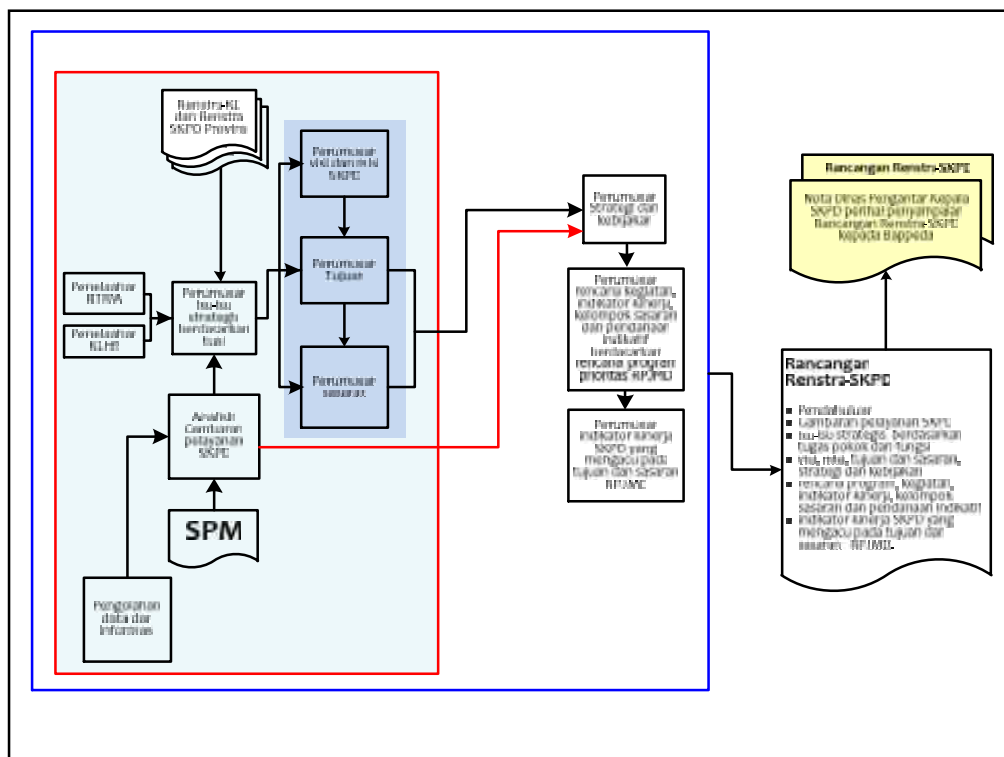 Renstra-KL
dan Renstra
SKPD Provinsi
Perumusan
visi dan misi
SKPD
Perumusan
Strategi dan
kebijakan
Rancangan Renstra-SKPD
Nota Dinas Pengantar Kepala
SKPD perihal penyampaian
Rancangan Renstra-SKPD
kepada Bappeda
Penelaahan
RTRW
Penelaahan
KLHS
Perumusan
Isu-isu
strategis
berdasarkan
tusi
Perumusan
Tujuan
Perumusan
rencana kegiatan,
indikator kinerja,
kelompok sasaran
dan pendanaan
indikatif
berdasarkan
rencana program
prioritas RPJMD
Perumusan
sasaran
Analisis
Gambaran
pelayanan
SKPD
Perumusan
indikator kinerja
SKPD yang
mengacu pada
tujuan dan sasaran
RPJMD
SPM
Pengolahan
data dan
informasi
Rancangan
Renstra-SKPD
▪ Pendahuluan
▪ Gambaran pelayanan SKPD
▪ isu-isu strategis berdasarkan
tugas pokok dan fungsi
▪ visi, misi, tujuan dan sasaran,
strategi dan kebijakan
▪ rencana program, kegiatan,
indikator kinerja, kelompok
sasaran dan pendanaan indikatif
▪ indikator kinerja SKPD yang
mengacu pada tujuan dan
sasaran RPJMD.